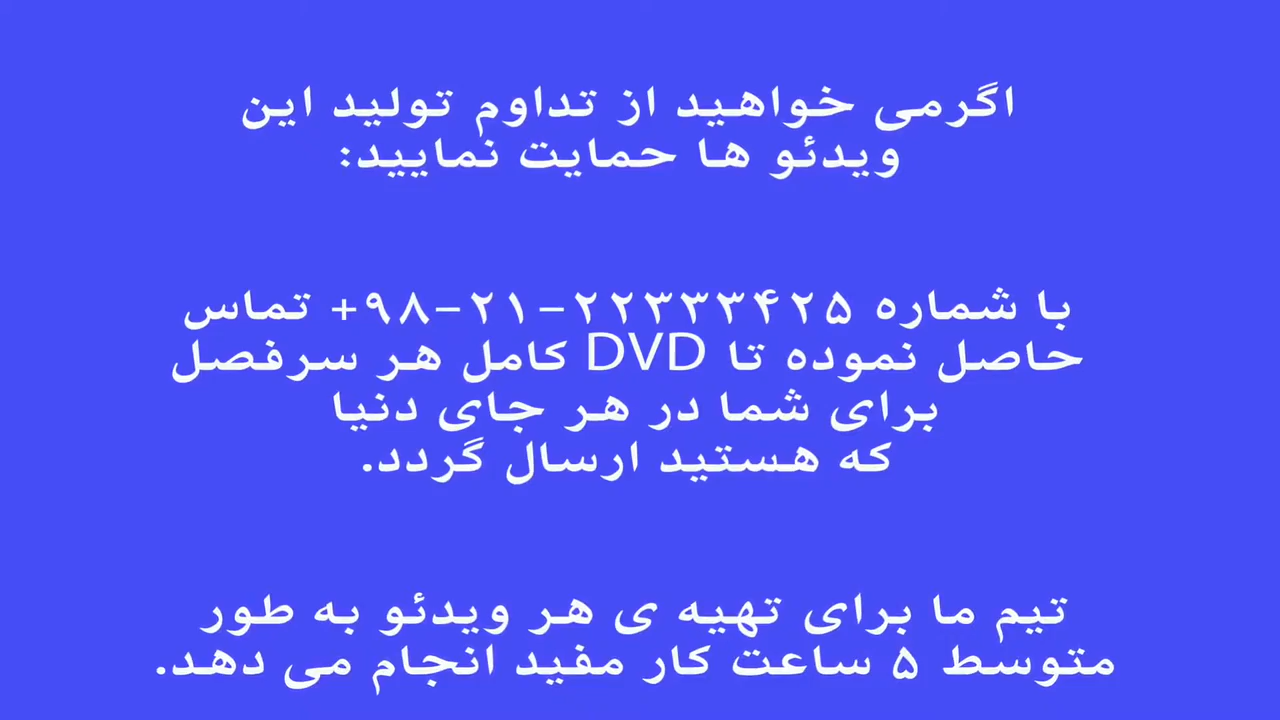 اگرمی خواهید از تداوم تولید این
ویدئو ها حمایت نمایید:
با شماره ۲۲۳۳۳۴۲۵-۲۱-۹۸+ تماس
حاصل نموده تا DVD کامل هر سرفصل
برای شما در هر جای دنیا
که هستید ارسال گردد.
تیم ما برای تهیه ی هر ویدئو به طور
متوسط ۵ ساعت کار مفید انجام می دهد.